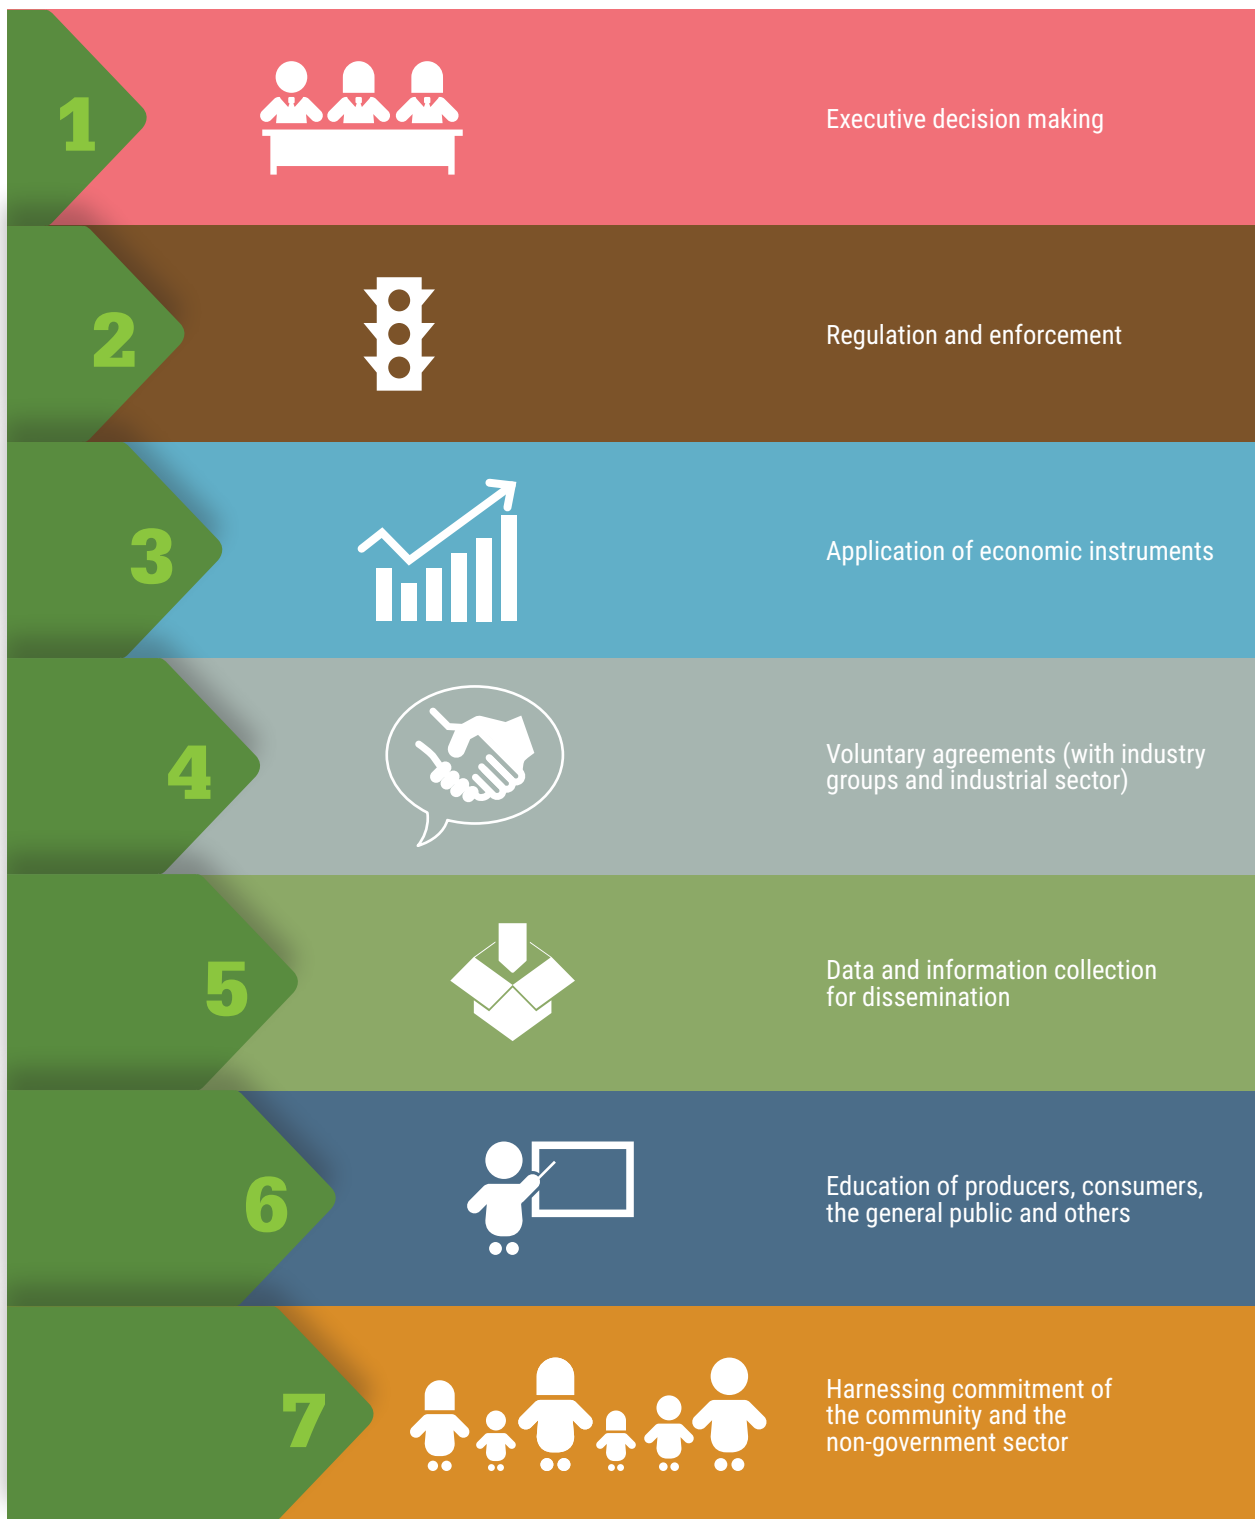 1
Executive decision making
2
Regulation and enforcement
3
Application of economic instruments
4
Voluntary agreements (with industry
groups and industrial sector)
5
Data and information collection
for dissemination
6
Education of producers, consumers,
the general public and others
7
Harnessing commitment of
the community and the
non-government sector